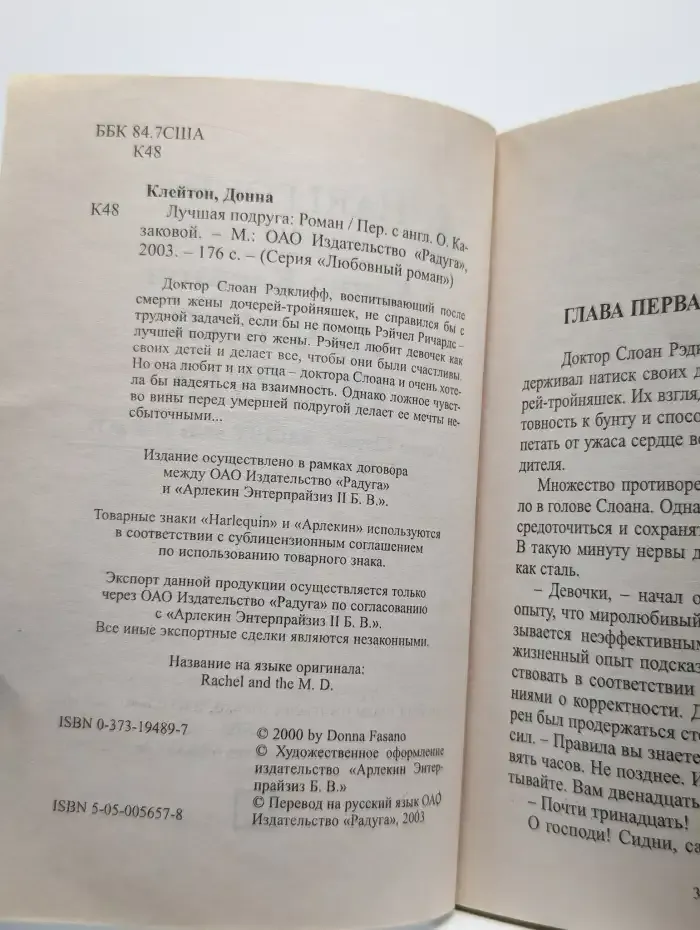 ББК 84.7США
К48
Клейтон, Донна
К48 Лучшая подруга: Роман / Пер. с англ. О. Ка-
заковой. – М.: ОАО Издательство «Радуга»,
2003. – 176 с. – (Серия «Любовный роман»)
Доктор Слоан Рэдклифф, воспитывающий после
смерти жены дочерей-тройняшек, не справился бы с
трудной задачей, если бы не помощь Рэйчел Ричардс –
лучшей подруги его жены. Рэйчел любит девочек как
своих детей и делает все, чтобы они были счастливы.
Но она любит и их отца – доктора Слоана и очень хоте-
ла бы надеяться на взаимность. Однако ложное чувст-
во вины перед умершей подругой делает ее мечты не-
сбыточными...
Издание осуществлено в рамках договора
между ОАО Издательство «Радуга»
и «Арлекин Энтерпрайзиз II Б. В.».
Товарные знаки «Harlequin» и «Арлекин» используются
в соответствии с сублицензионным соглашением
по использованию товарного знака.
Экспорт данной продукции осуществляется только
через ОАО Издательство «Радуга» по согласованию
с «Арлекин Энтерпрайзиз II Б. В.».
Все иные экспортные сделки являются незаконными.
Название на языке оригинала:
Rachel and the M. D.
ISBN 0-373-19489-7
ISBN 5-05-005657-8
© 2000 by Donna Fasano
© Художественное оформление
издательство «Арлекин Энтер-
прайзиз Б. В.»
© Перевод на русский язык ОАО
Издательство «Радуга», 2003
ГЛАВА ПЕРВА
Доктор Слоан Рэд
держивал натиск своих д
рей-тройняшек. Их взгля
товность к бунту и спосо
петать от ужаса сердце в
дителя.
Множество противоре
ло в голове Слоана. Одна
средоточиться и сохраня
В такую минуту нервы д
как сталь.
– Девочки, – начал о
опыту, что миролюбивый
зывается неэффективны
жизненный опыт подсказ
ствовать в соответствии
ниями о корректности. Д
рен был продержаться ст
сил. – Правила вы знаете
вять часов. Не позднее. И
тывайте. Вам двенадцать
– Почти тринадцать!
О господи! Сидни, са
3